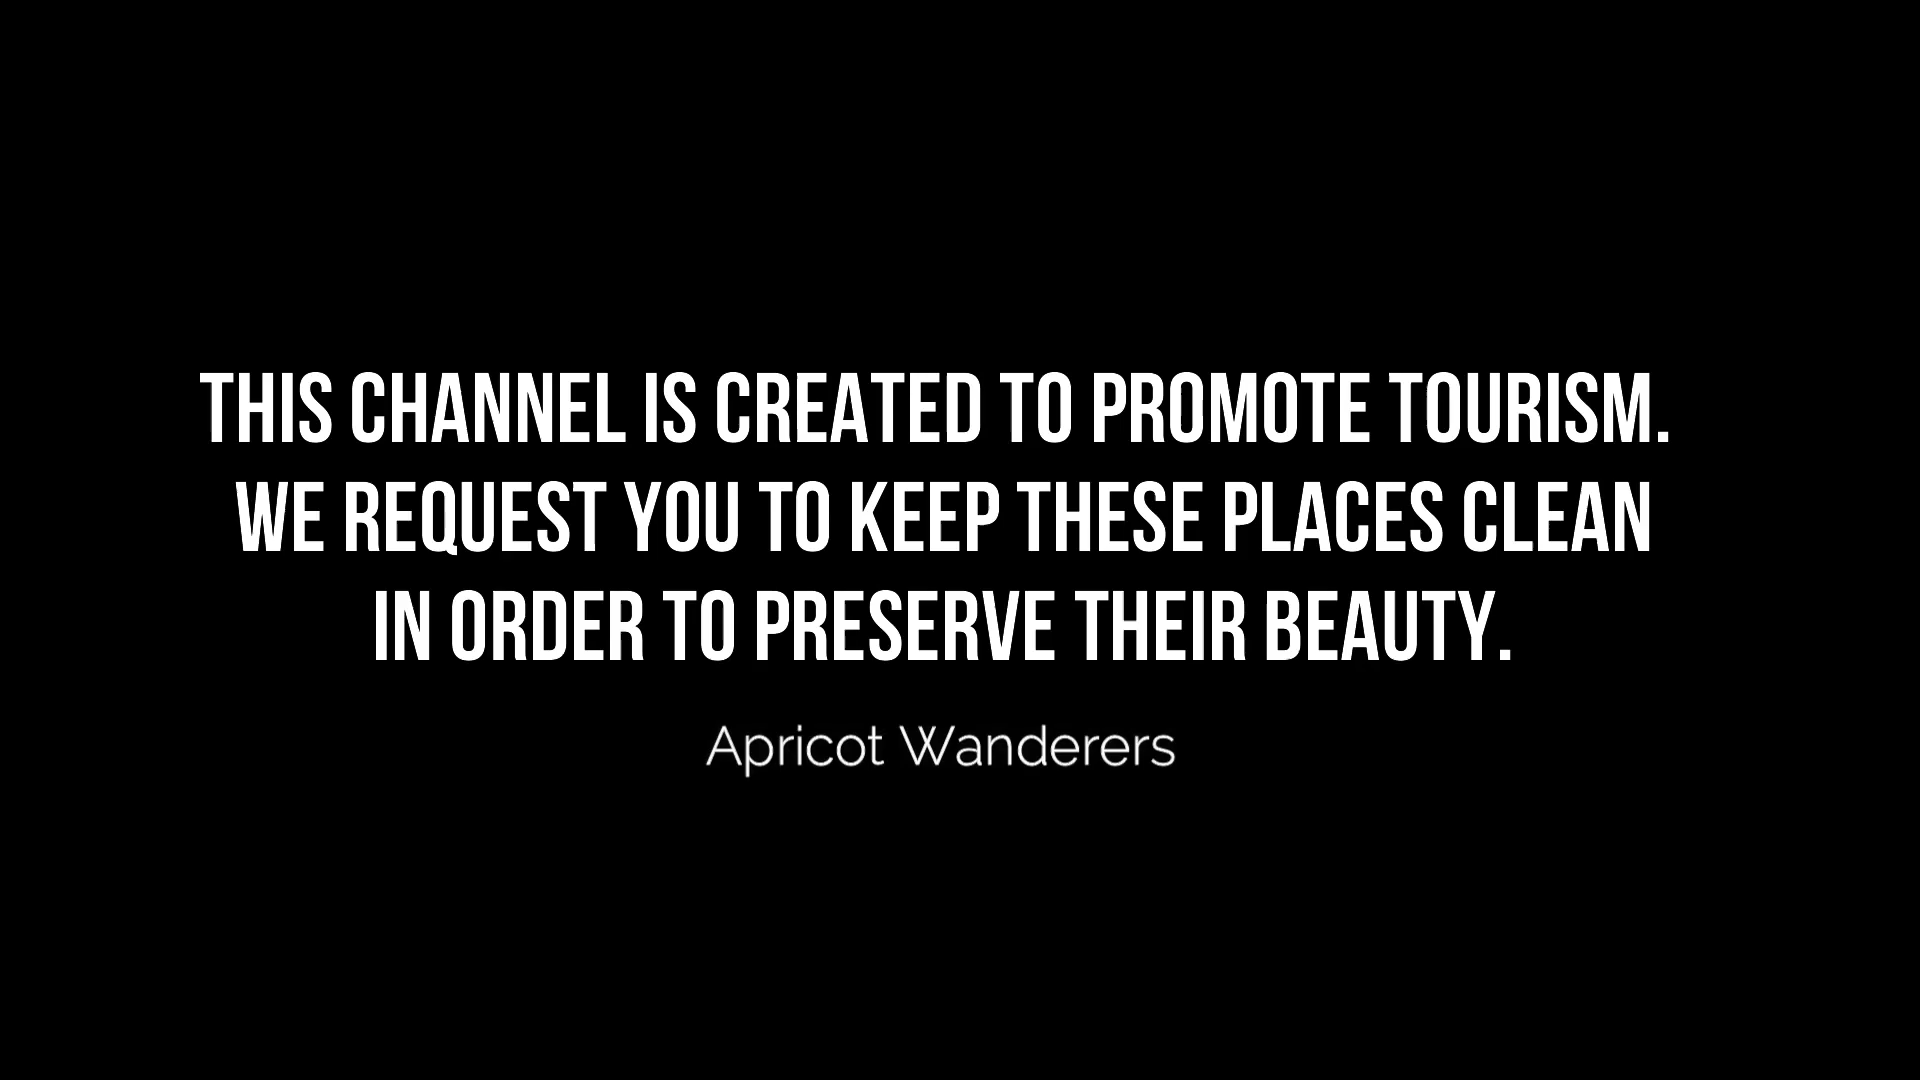 THIS CHANNEL IS CREATED TO PROMOTE TOURISM.
WE REQUEST YOU TO KEEP THESE PLACES CLEAN
IN ORDER TO PRESERVE THEIR BEAUTY.
Apricot Wanderers